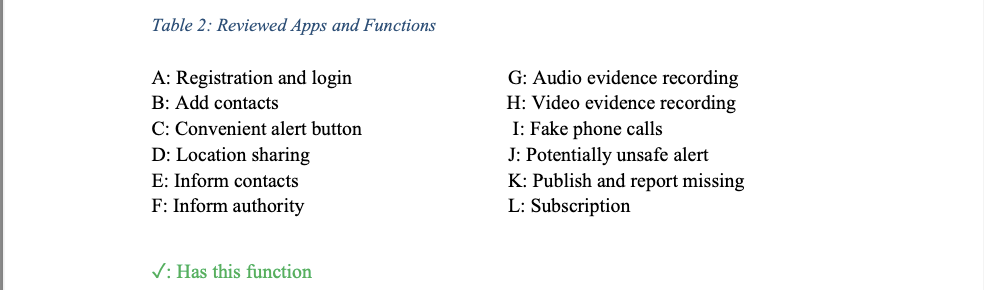 Table 2: Reviewed Apps and Functions
A: Registration and login
B: Add contacts
C: Convenient alert button
D: Location sharing
E: Inform contacts
F: Inform authority
G: Audio evidence recording
H: Video evidence recording
I: Fake phone calls
J: Potentially unsafe alert
K: Publish and report missing
L: Subscription
✓: Has this function